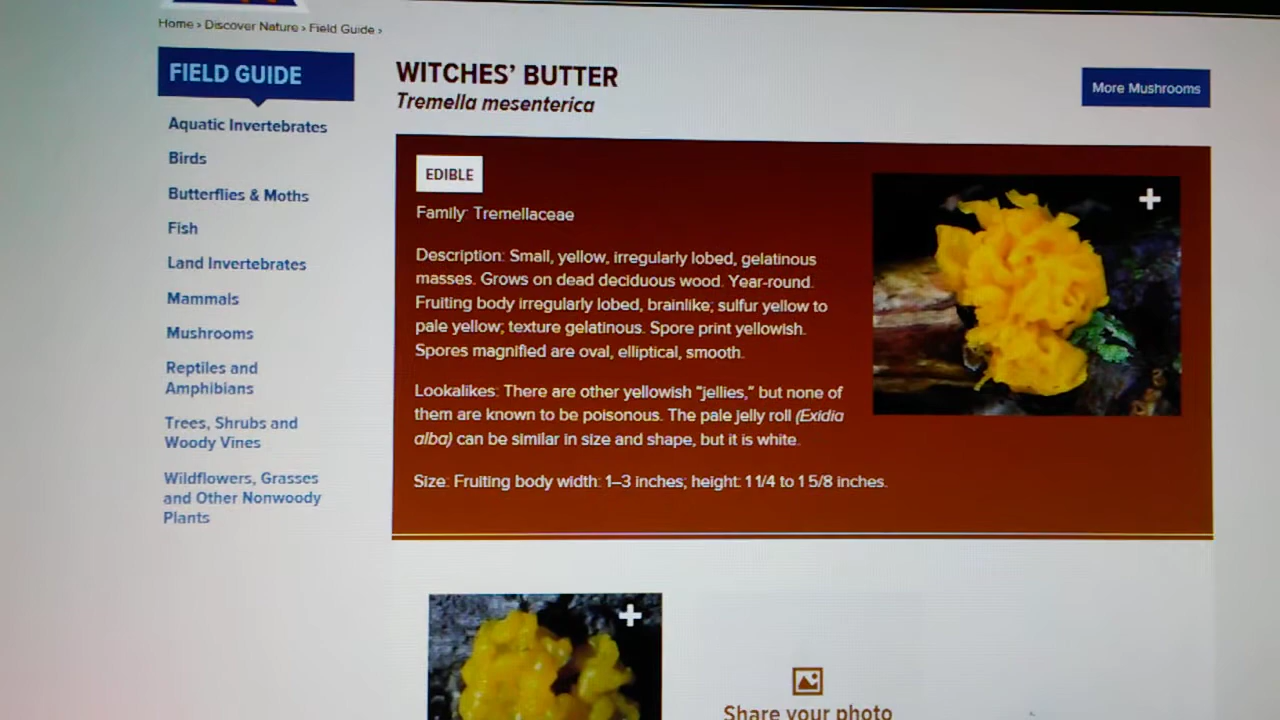 Home > Discover Nature > Field Guide >
FIELD GUIDE
Aquatic Invertebrates
Birds
Butterflies & Moths
Fish
Land Invertebrates
Mammals
Mushrooms
Reptiles and
Amphibians
Trees, Shrubs and
Woody Vines
Wildflowers, Grasses
and Other Nonwoody
Plants
WITCHES' BUTTER
Tremella mesenterica
More Mushrooms
EDIBLE
Family: Tremellaceae
Description: Small, yellow, irregularly lobed, gelatinous
masses. Grows on dead deciduous wood. Year-round.
Fruiting body irregularly lobed, brainlike; sulfur yellow to
pale yellow; texture gelatinous. Spore print yellowish.
Spores magnified are oval, elliptical, smooth.
Lookalikes: There are other yellowish "jellies," but none of
them are known to be poisonous. The pale jelly roll (Exidia
alba) can be similar in size and shape, but it is white.
Size: Fruiting body width: 1–3 inches; height: 1 1/4 to 1 5/8 inches.
Share your photo